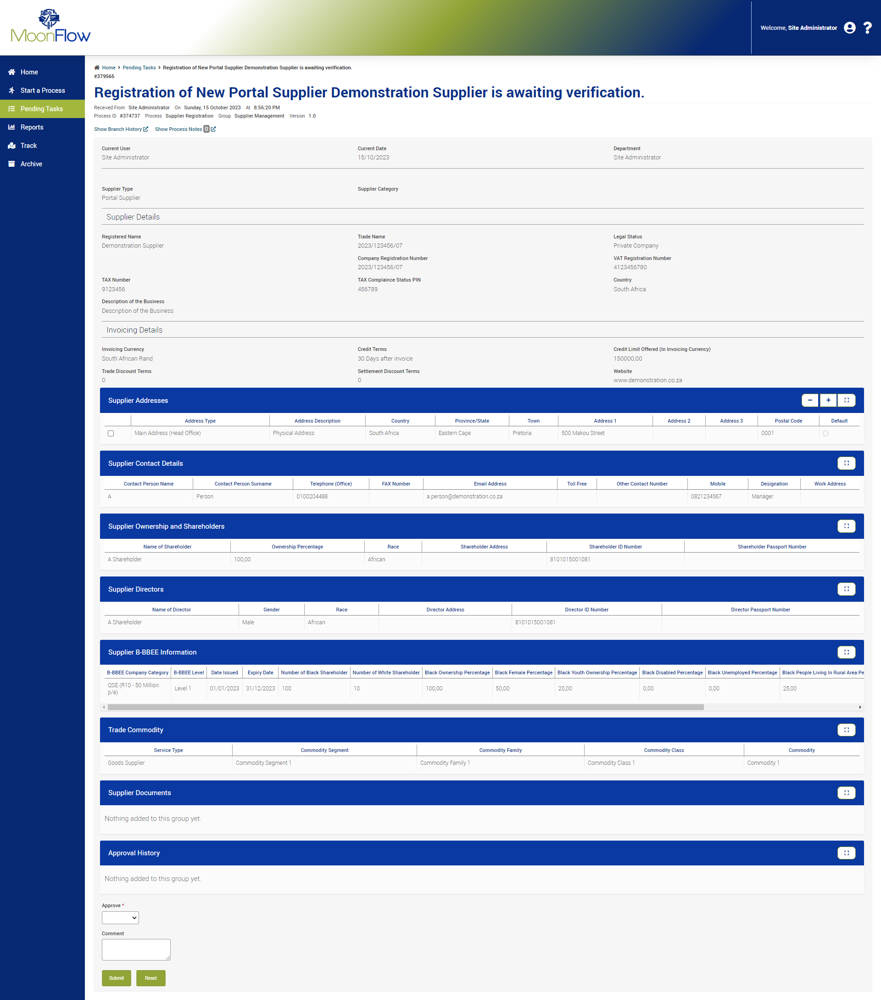 MoonFlow
Welcome, Site Administrator
Home
Start a Process
Pending Tasks
Reports
Track
Archive
Home > Pending Tasks > Registration of New Portal Supplier Demonstration Supplier is awaiting verification.
#379565
Registration of New Portal Supplier Demonstration Supplier is awaiting verification.
Received From Site Administrator On Sunday, 15 October 2023 At 8:56:20 PM
Process ID #374737 Process Supplier Registration Group Supplier Management Version 1.0
Show Branch History Show Process Notes 0
Current User Current Date Department
Site Administrator 15/10/2023 Site Administrator
Supplier Type Supplier Category
Portal Supplier
Supplier Details
Registered Name Trade Name Legal Status
Demonstration Supplier 2023/123456/07 Private Company
Company Registration Number VAT Registration Number
2023/123456/07 4123456780
TAX Number TAX Complaince Status PIN Country
9123456 456789 South Africa
Description of the Business
Description of the Business
Invoicing Details
Invoicing Currency Credit Terms Credit Limit Offered (In Invoicing Currency)
South African Rand 30 Days after invoice 150000,00
Trade Discount Terms Settlement Discount Terms Website
0 0 www.demonstration.co.za
Supplier Addresses
Address Type Address Description Country Province/State Town Address 1 Address 2 Address 3 Postal Code Default
Main Address (Head Office) Physical Address South Africa Eastern Cape Pretoria 500 Makou Street 0001
Supplier Contact Details
Contact Person Name Contact Person Surname Telephone (Office) FAX Number Email Address Toll Free Other Contact Number Mobile Designation Work Address
A Person 0100204488 a.person@demonstration.co.za 0821234567 Manager
Supplier Ownership and Shareholders
Name of Shareholder Ownership Percentage Race Shareholder Address Shareholder ID Number Shareholder Passport Number
A Shareholder 100,00 African 8101015001081
Supplier Directors
Name of Director Gender Race Director Address Director ID Number Director Passport Number
A Shareholder Male African 8101015001081
Supplier B-BBEE Information
B-BBEE Company Category B-BBEE Level Date Issued Expiry Date Number of Black Shareholder Number of White Shareholder Black Ownership Percentage Black Female Percentage Black Youth Ownership Percentage Black Disabled Percentage Black Unemployed Percentage Black People Living In Rural Area Pe
QSE (R10 - 50 Million p/a) Level 1 01/01/2023 31/12/2023 100 10 100,00 50,00 20,00 0,00 0,00 25,00
Trade Commodity
Service Type Commodity Segment Commodity Family Commodity Class Commodity
Goods Supplier Commodity Segment 1 Commodity Family 1 Commodity Class 1 Commodity 1
Supplier Documents
Nothing added to this group yet.
Approval History
Nothing added to this group yet.
Approve *
Comment
Submit Reset